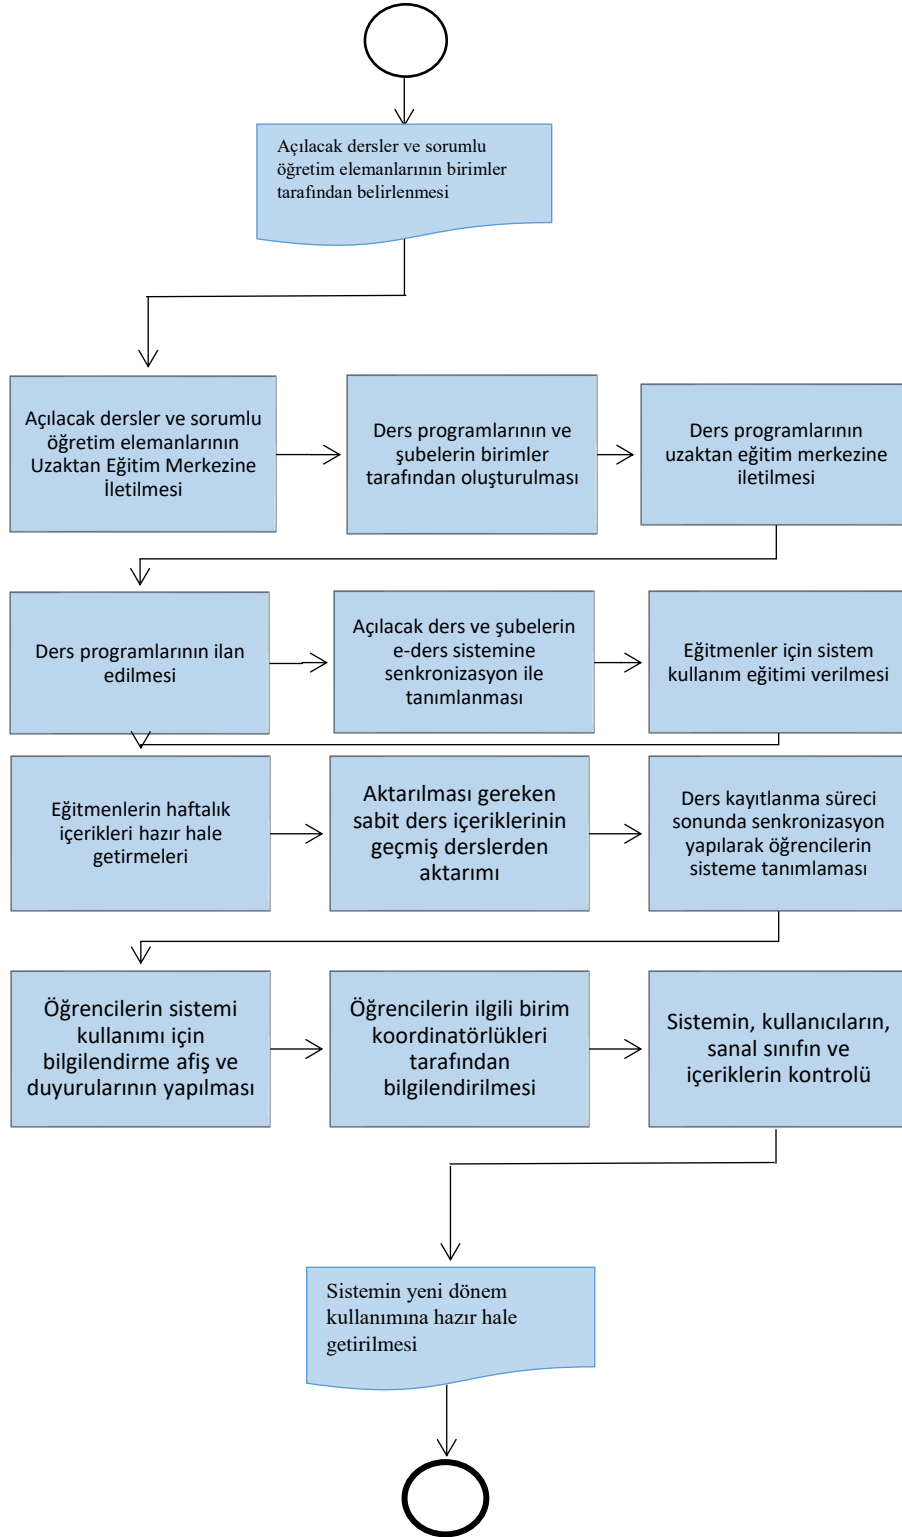 Açılacak dersler ve sorumlu
öğretim elemanlarının birimler
tarafından belirlenmesi
Açılacak dersler ve sorumlu
öğretim elemanlarının
Uzaktan Eğitim Merkezine
İletilmesi
Ders programlarının ve
şubelerin birimler
tarafından oluşturulması
Ders programlarının
uzaktan eğitim merkezine
iletilmesi
Ders programlarının ilan
edilmesi
Açılacak ders ve şubelerin
e-ders sistemine
senkronizasyon ile
tanımlanması
Eğitmenler için sistem
kullanım eğitimi verilmesi
Eğitmenlerin haftalık
içerikleri hazır hale
getirmeleri
Aktarılması gereken
sabit ders içeriklerinin
geçmiş derslerden
aktarımı
Ders kayıtlanma süreci
sonunda senkronizasyon
yapılarak öğrencilerin
sisteme tanımlaması
Öğrencilerin sistemi
kullanımı için
bilgilendirme afiş ve
duyurularının yapılması
Öğrencilerin ilgili birim
koordinatörlükleri
tarafından
bilgilendirilmesi
Sistemin, kullanıcıların,
sanal sınıfın ve
içeriklerin kontrolü
Sistemin yeni dönem
kullanımına hazır hale
getirilmesi